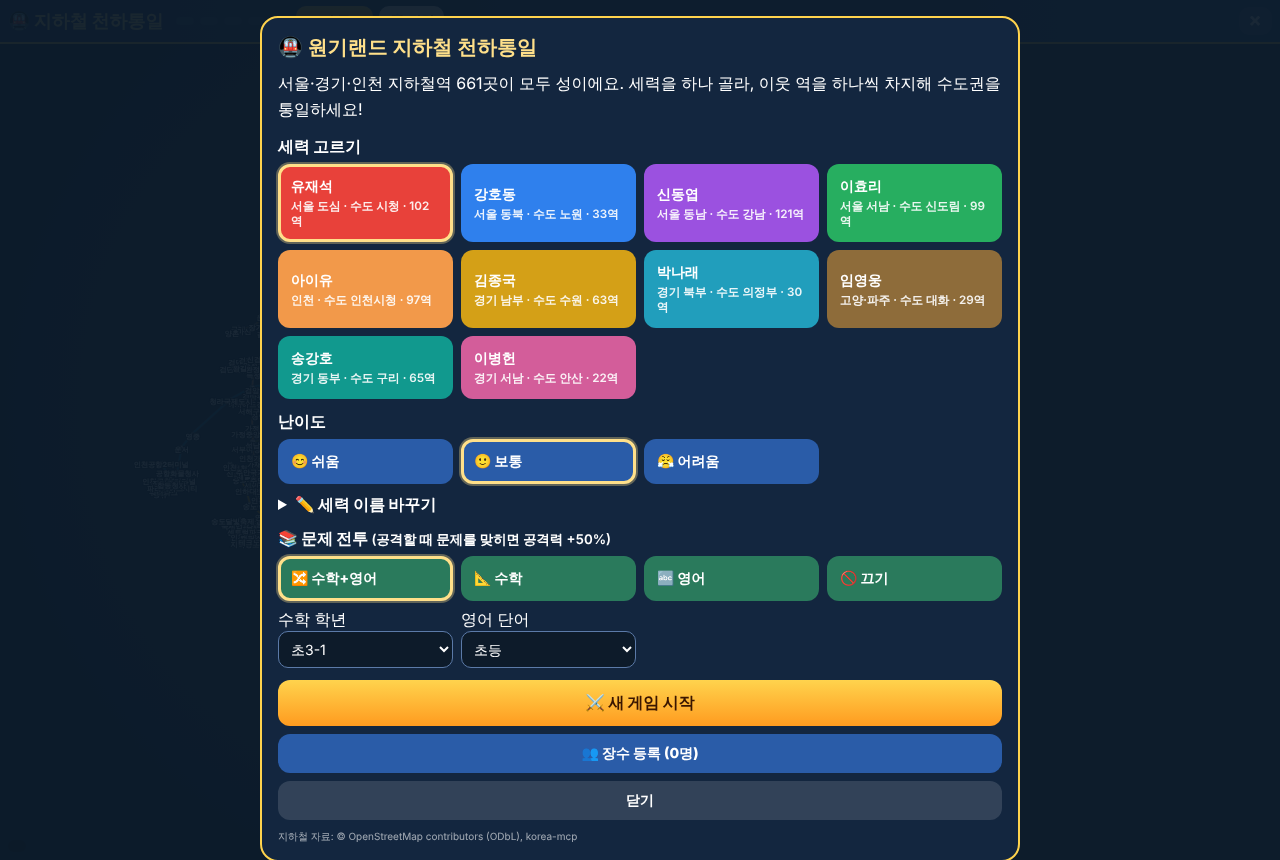 지하철 천하통일
🚇 원기랜드 지하철 천하통일
서울·경기·인천 지하철역 661곳이 모두 성이에요. 세력을 하나 골라, 이웃 역을 하나씩 차지해 수도권을
통일하세요!
세력 고르기
유재석
서울 도심 · 수도 시청 · 102
역
강호동
서울 동북 · 수도 노원 · 33역
신동엽
서울 동남 · 수도 강남 · 121역
이효리
서울 서남 · 수도 신도림 · 99
역
아이유
인천 · 수도 인천시청 · 97역
김종국
경기 남부 · 수도 수원 · 63역
박나래
경기 북부 · 수도 의정부 · 30
역
임영웅
고양·파주 · 수도 대화 · 29역
송강호
경기 동부 · 수도 구리 · 65역
이병헌
경기 서남 · 수도 안산 · 22역
난이도
😊 쉬움
🙂 보통
😤 어려움
▶ ✏️ 세력 이름 바꾸기
📚 문제 전투 (공격할 때 문제를 맞히면 공격력 +50%)
🔀 수학+영어
📐 수학
🔤 영어
🚫 끄기
수학 학년
영어 단어
초3-1
초등
⚔️ 새 게임 시작
👥 장수 등록 (0명)
닫기
지하철 자료: © OpenStreetMap contributors (ODbL), korea-mcp